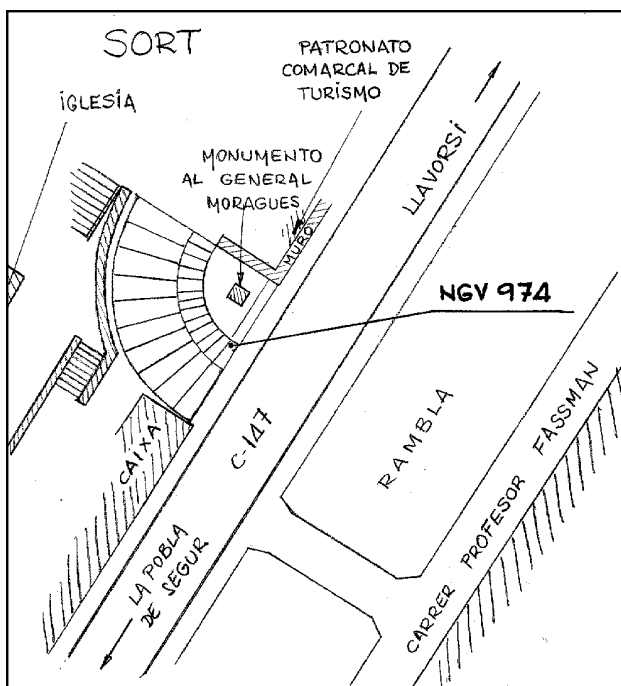 SORT
PATRONATO
COMARCAL DE
TURISMO
iGLESIA
MONUMENTO
AL GENERAL
MORAGUES
MURO
LLAVORSÍ
NGV 974
RAMBLA
CARRER PROFESOR FASSMAN
CAIXA
C-147
LA POBLA
DE SEGUR